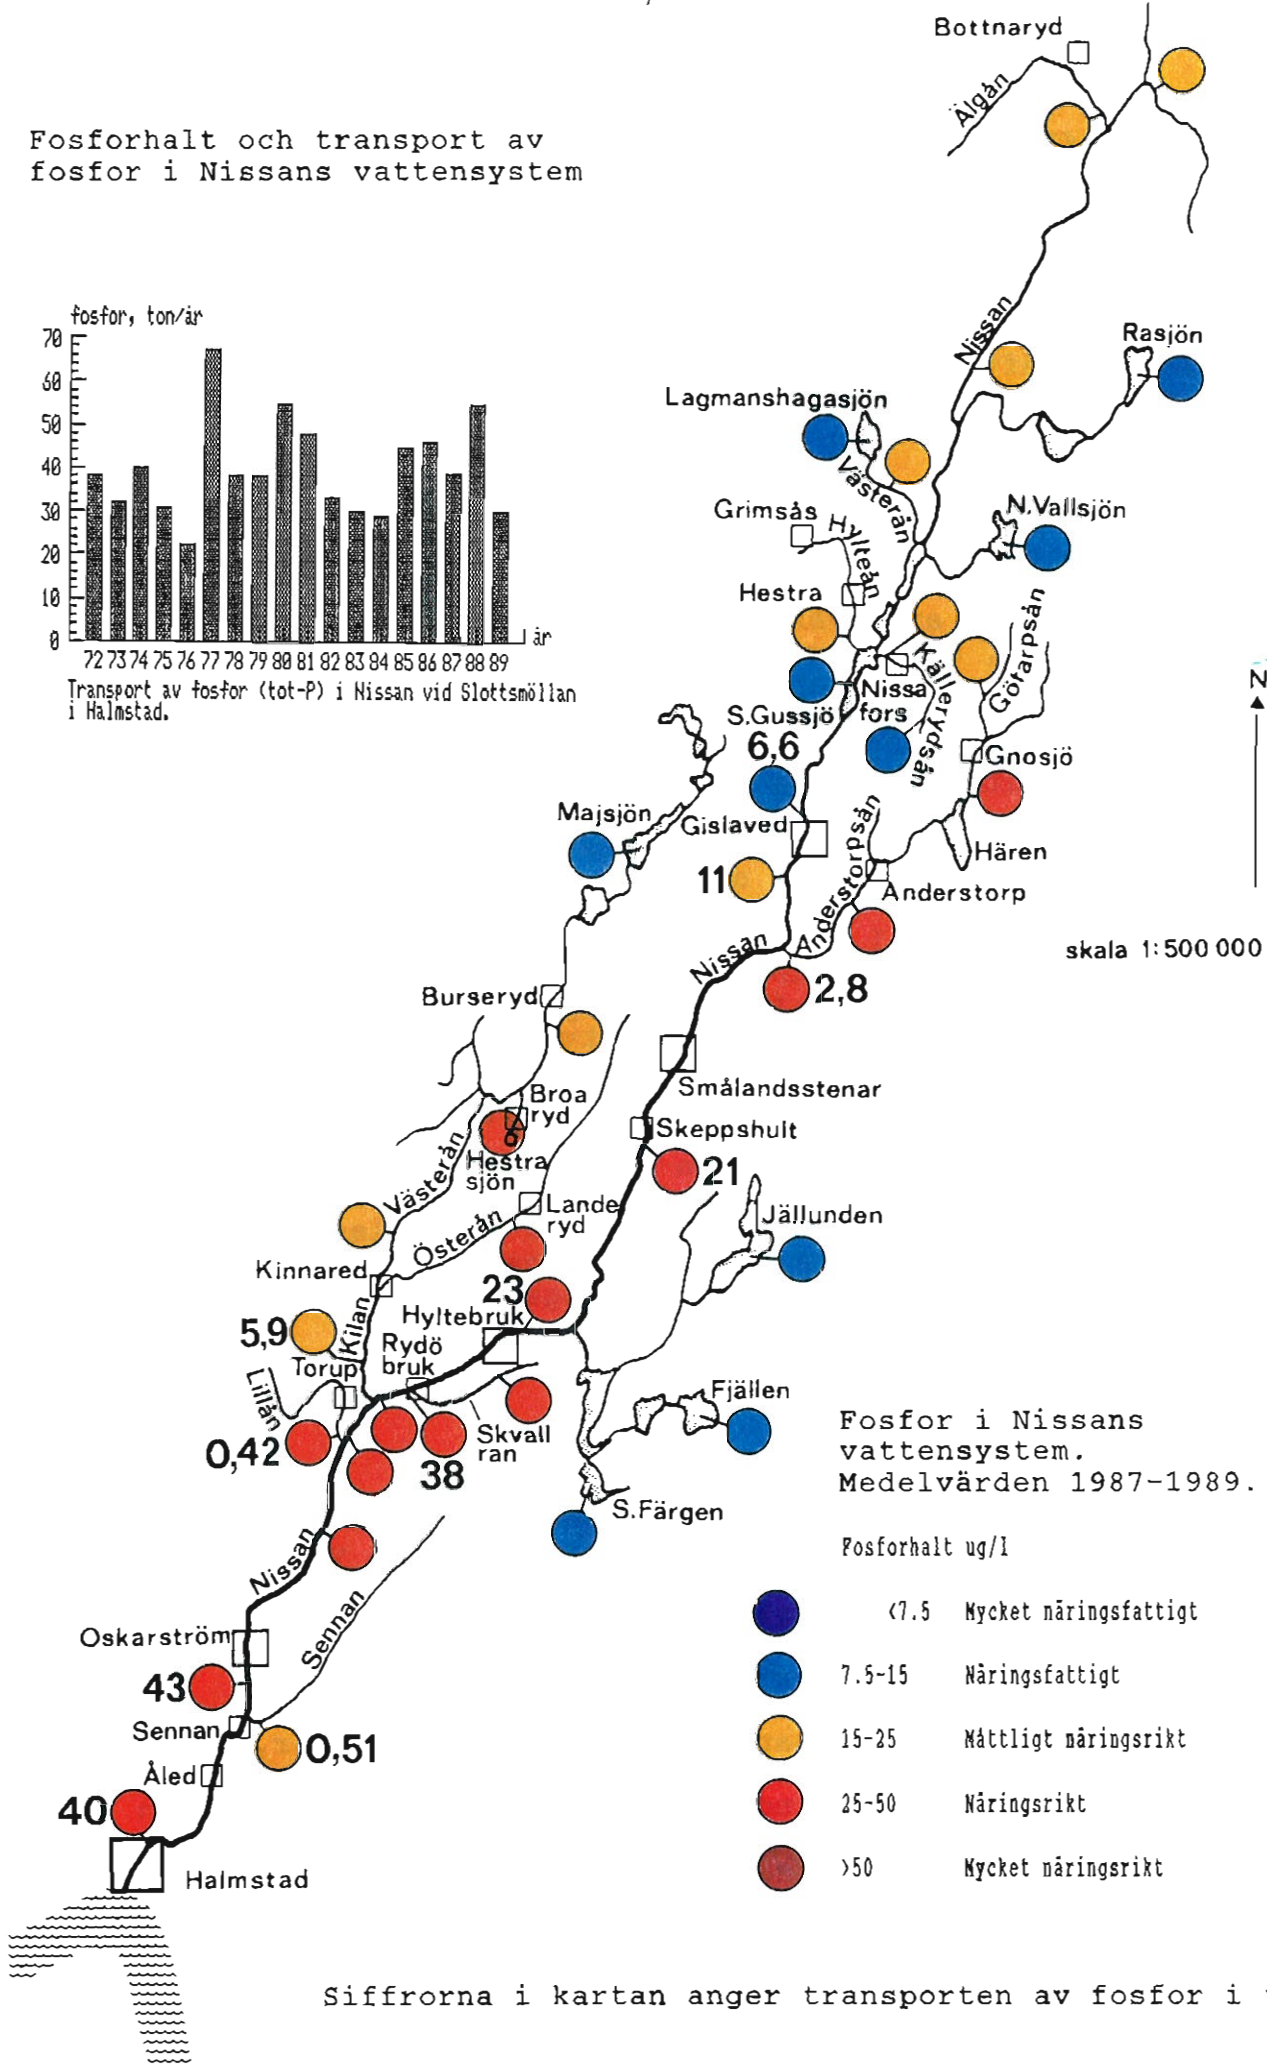 Bottnaryd
Älgån
Fosforhalt och transport av
fosfor i Nissans vattensystem
fosfor, ton/år
70
60
50
40
30
20
10
0
år
72 73 74 75 76 77 78 79 80 81 82 83 84 85 86 87 88 89
Transport av fosfor (tot-P) i Nissan vid Slottsmöllan
i Halmstad.
Nissan
Rasjön
Lagmanshagasjön
Västerån
Grimsås
Hylteån
N.Vallsjön
Hestra
Källerydsån
Götarpsån
N
Nissa
fors
S.Gussjö
6,6
Gnosjö
Majsjön
Gislaved
Hären
11
Anderstorpsån
Anderstorp
Nissan
skala 1:500 000
2,8
Burseryd
Smålandsstenar
Broa
ryd
Skeppshult
Hestra
sjön
21
Västerån
Lande
ryd
Jällunden
Österån
Kinnared
23
Hyltebruk
5,9
Kilan
Rydö
bruk
Torup
Lillån
Fjällen
Skvall
ran
0,42
38
S.Färgen
Fosfor i Nissans
vattensystem.
Medelvärden 1987-1989.
Fosforhalt ug/l
<7.5 Mycket näringsfattigt
7.5-15 Näringsfattigt
15-25 Måttligt näringsrikt
25-50 Näringsrikt
>50 Mycket näringsrikt
Nissan
Sennan
Oskarström
43
Sennan
0,51
Åled
40
Halmstad
Siffrorna i kartan anger transporten av fosfor i